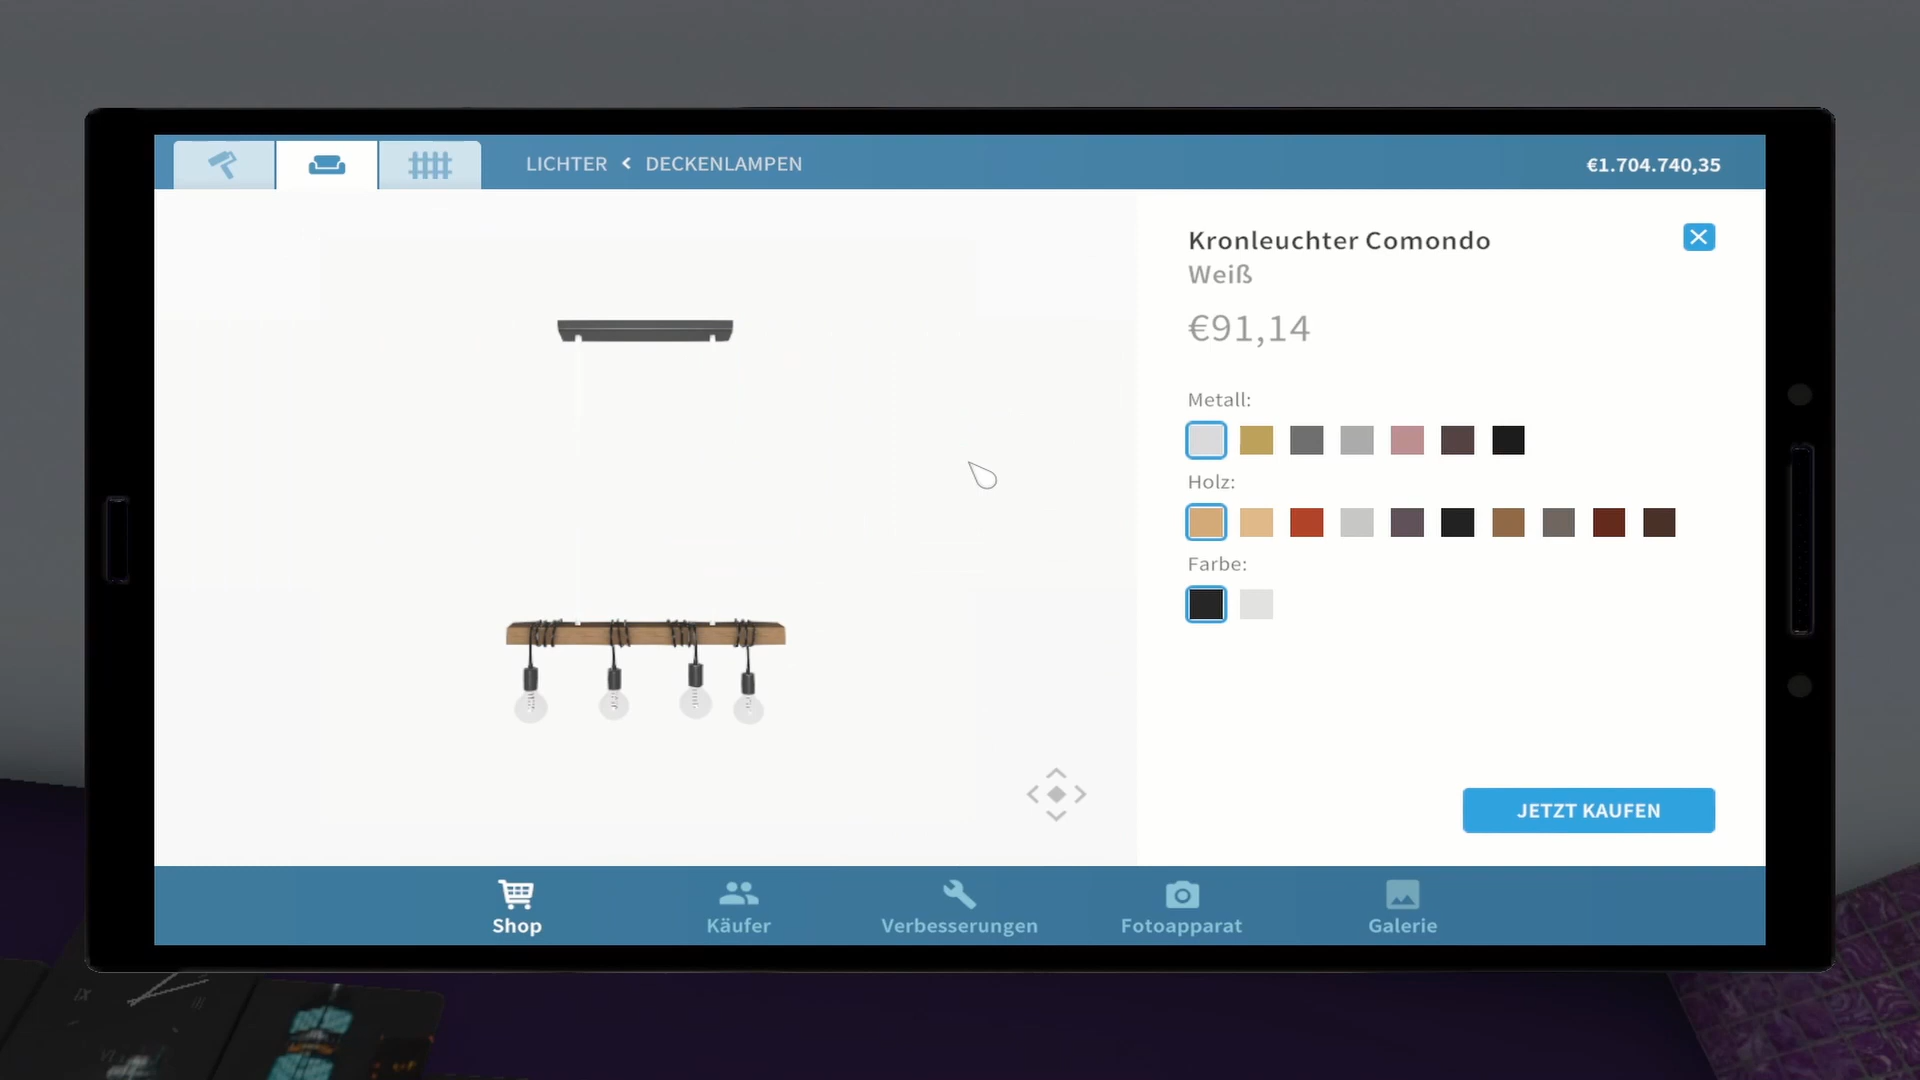 LICHTER < DECKENLAMPEN
€1.704.740,35
Kronleuchter Comondo
Weiß
€91,14
Metall:
Holz:
Farbe:
JETZT KAUFEN
Shop
Käufer
Verbesserungen
Fotoapparat
Galerie